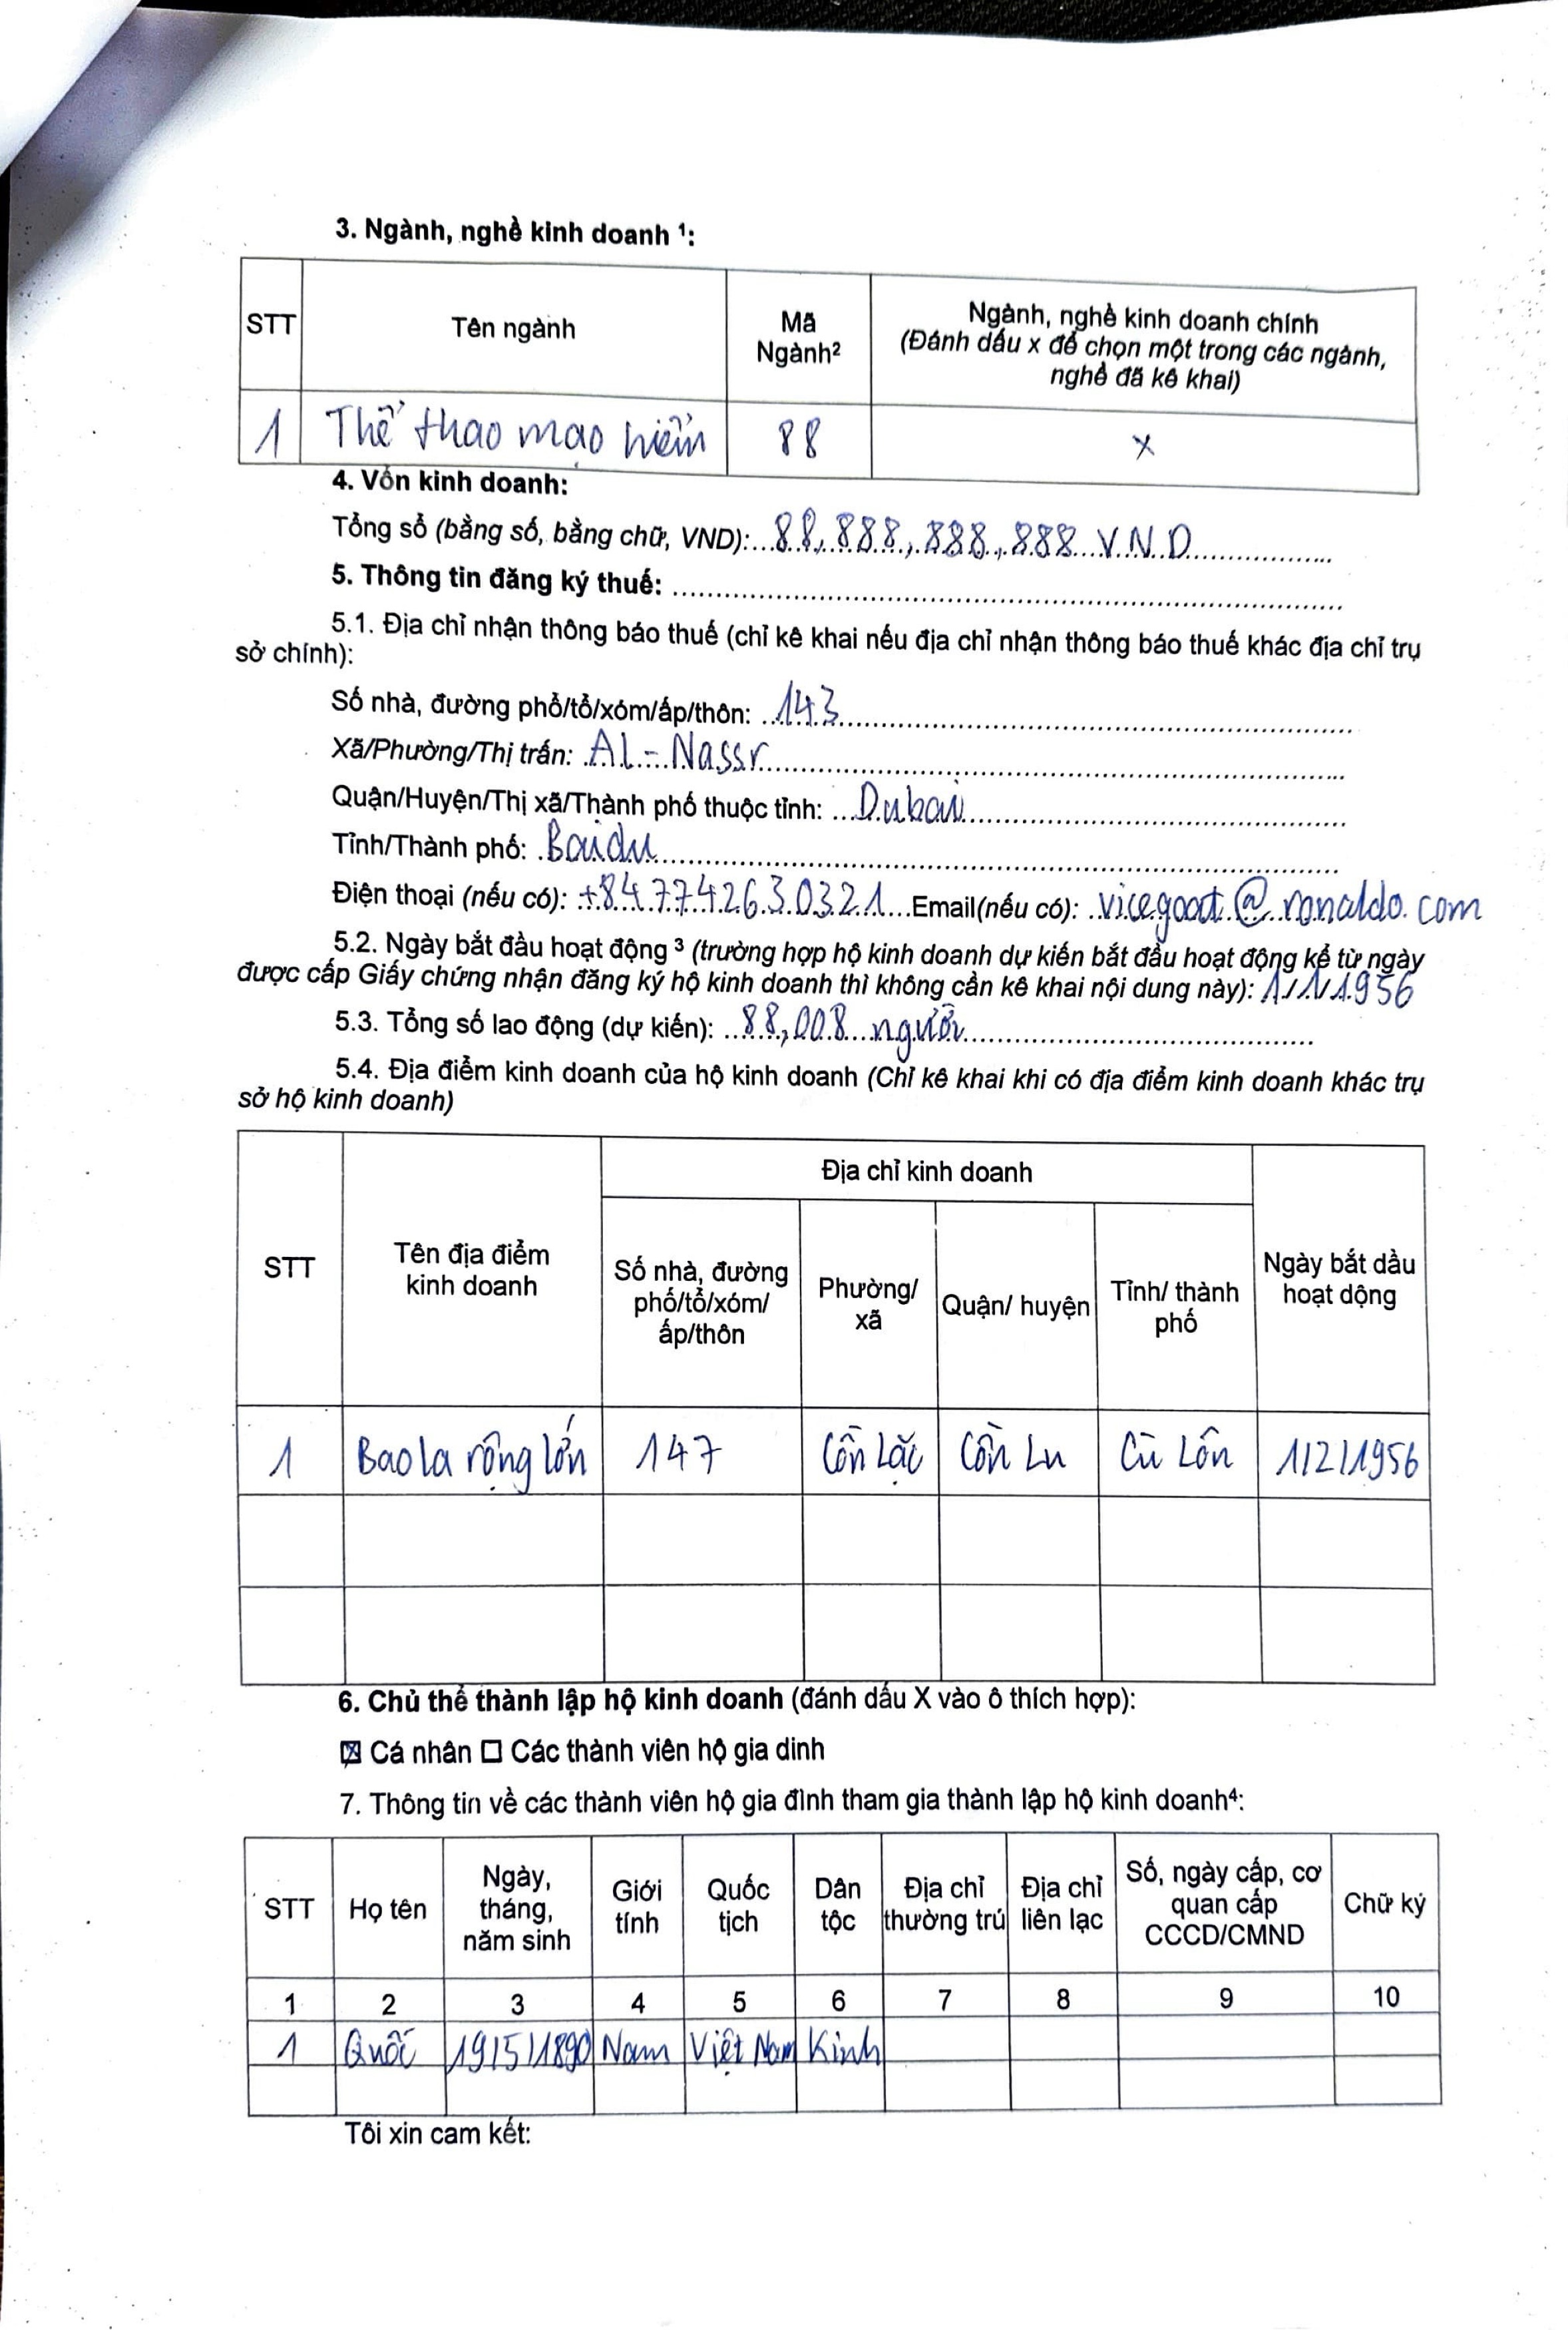 3. Ngành, nghề kinh doanh ¹:
STT
Tên ngành
Mã
Ngành²
Ngành, nghề kinh doanh chính
(Đánh dấu x để chọn một trong các ngành,
nghề đã kê khai)
1 Thể thao mạo hiểm 88 x
4. Vốn kinh doanh:
Tổng số (bằng số, bằng chữ, VND): 88,888,888,888 V.N.D
5. Thông tin đăng ký thuế:
5.1. Địa chỉ nhận thông báo thuế (chỉ kê khai nếu địa chỉ nhận thông báo thuế khác địa chỉ trụ
sở chính):
Số nhà, đường phố/tổ/xóm/ấp/thôn: 143
Xã/Phường/Thị trấn: Al-Nassr
Quận/Huyện/Thị xã/Thành phố thuộc tỉnh: Dubai
Tỉnh/Thành phố: Baidu
Điện thoại (nếu có): +847742630321 Email(nếu có): vicegoat@ronaldo.com
5.2. Ngày bắt đầu hoạt động ³ (trường hợp hộ kinh doanh dự kiến bắt đầu hoạt động kể từ ngày
được cấp Giấy chứng nhận đăng ký hộ kinh doanh thì không cần kê khai nội dung này): 1/1/1956
5.3. Tổng số lao động (dự kiến): 88,008 người
5.4. Địa điểm kinh doanh của hộ kinh doanh (Chỉ kê khai khi có địa điểm kinh doanh khác trụ
sở hộ kinh doanh)
STT
Tên địa điểm
kinh doanh
Địa chỉ kinh doanh
Số nhà, đường
phố/tổ/xóm/
ấp/thôn
Phường/
xã
Quận/ huyện
Tỉnh/ thành
phố
Ngày bắt dầu
hoạt dộng
1 Bao la rộng lớn 147 Cồn Lặc Cồn Lu Cù Lôn 1/2/1956
6. Chủ thể thành lập hộ kinh doanh (đánh dấu X vào ô thích hợp):
☒ Cá nhân ☐ Các thành viên hộ gia dinh
7. Thông tin về các thành viên hộ gia đình tham gia thành lập hộ kinh doanh⁴:
STT
Họ tên
Ngày,
tháng,
năm sinh
Giới
tính
Quốc
tịch
Dân
tộc
Địa chỉ
thường trú
Địa chỉ
liên lạc
Số, ngày cấp, cơ
quan cấp
CCCD/CMND
Chữ ký
1 2 3 4 5 6 7 8 9 10
1 Quốc 19/5/1890 Nam Việt Nam Kinh
Tôi xin cam kết: